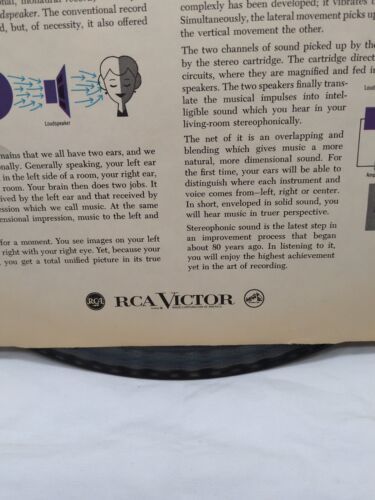 nal, monaural record,
dspeaker. The conventional record
d, but, of necessity, it also offered
Loudspeaker
mains that we all have two ears, and we
onally. Generally speaking, your left ear
in the left side of a room, your right ear,
room. Your brain then does two jobs. It
ived by the left ear and that received by
ression which we call music. At the same
ensional impression, music to the left and
for a moment. You see images on your left
right with your right eye. Yet, because your
you get a total unified picture in its true
complexly has been developed; it vibrates
Simultaneously, the lateral movement picks up
the vertical movement the other.
The two channels of sound picked up by the
by the stereo cartridge. The cartridge direct
circuits, where they are magnified and fed in
speakers. The two speakers finally trans-
late the musical impulses into intel-
ligible sound which you hear in your
living-room stereophonically.
The net of it is an overlapping and
blending which gives music a more
natural, more dimensional sound. For
the first time, your ears will be able to
distinguish where each instrument and
voice comes from—left, right or center.
In short, enveloped in solid sound, you
will hear music in truer perspective.
Stereophonic sound is the latest step in
an improvement process that began
about 80 years ago. In listening to it,
you will enjoy the highest achievement
yet in the art of recording.
Loud
Amp
RCA RCA VICTOR
RADIO CORPORATION OF AMERICA